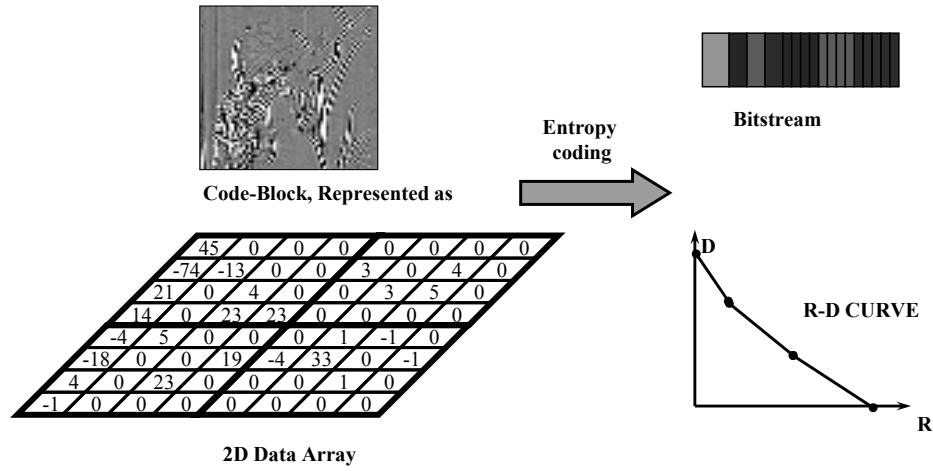 Code-Block, Represented as
Entropy
coding
Bitstream
45 0 0 0 0 0 0 0
-74 -13 0 0 3 0 4 0
21 0 4 0 0 3 5 0
14 0 23 23 0 0 0 0
-4 5 0 0 0 1 -1 0
-18 0 0 19 -4 33 0 -1
4 0 23 0 0 0 1 0
-1 0 0 0 0 0 0 0
2D Data Array
D
R-D CURVE
R